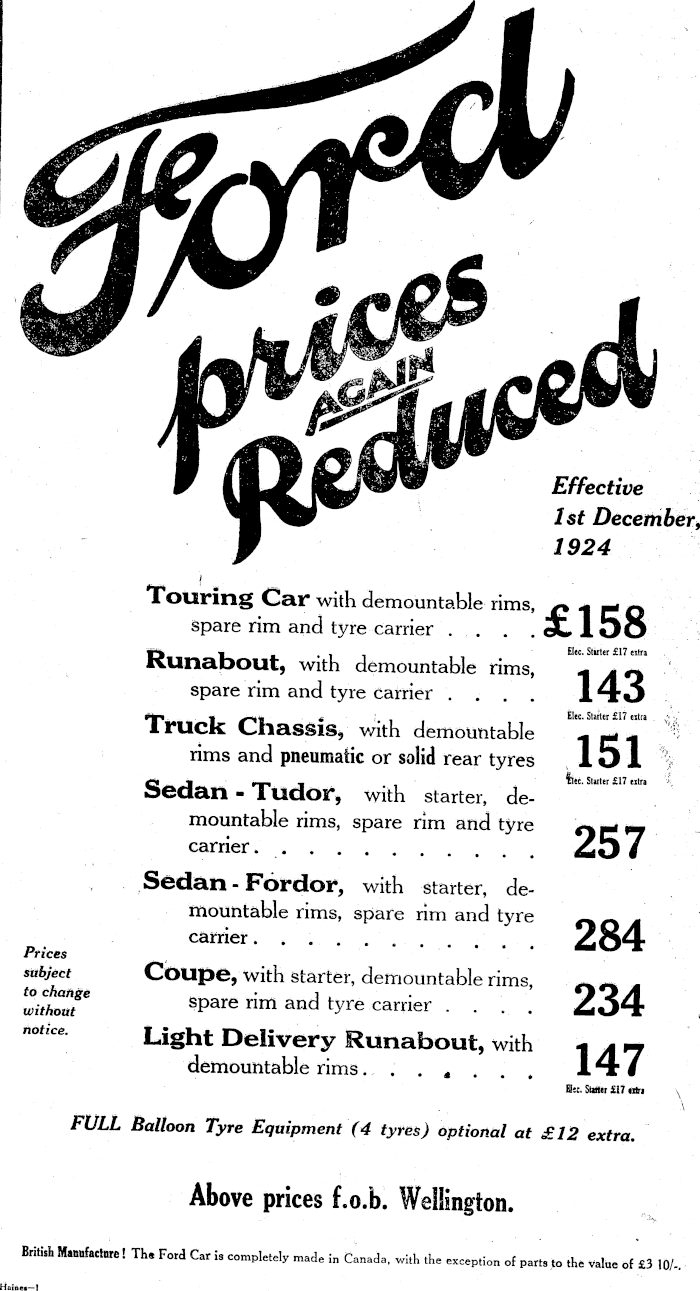 Ford
prices
AGAIN
Reduced
Effective
1st December,
1924
Touring Car with demountable rims,
spare rim and tyre carrier . . . . £158
Elec. Starter £17 extra
Runabout, with demountable rims,
spare rim and tyre carrier . . . . 143
Elec. Starter £17 extra
Truck Chassis, with demountable
rims and pneumatic or solid rear tyres 151
Elec. Starter £17 extra
Sedan - Tudor, with starter, de-
mountable rims, spare rim and tyre
carrier. . . . . . . . . . . 257
Sedan - Fordor, with starter, de-
mountable rims, spare rim and tyre
carrier. . . . . . . . . . . 284
Coupe, with starter, demountable rims,
spare rim and tyre carrier . . . . 234
Light Delivery Runabout, with
demountable rims. . . . . . . 147
Elec. Starter £17 extra
Prices
subject
to change
without
notice.
FULL Balloon Tyre Equipment (4 tyres) optional at £12 extra.
Above prices f.o.b. Wellington.
British Manufacture! The Ford Car is completely made in Canada, with the exception of parts to the value of £3 10/-.
Haines—1